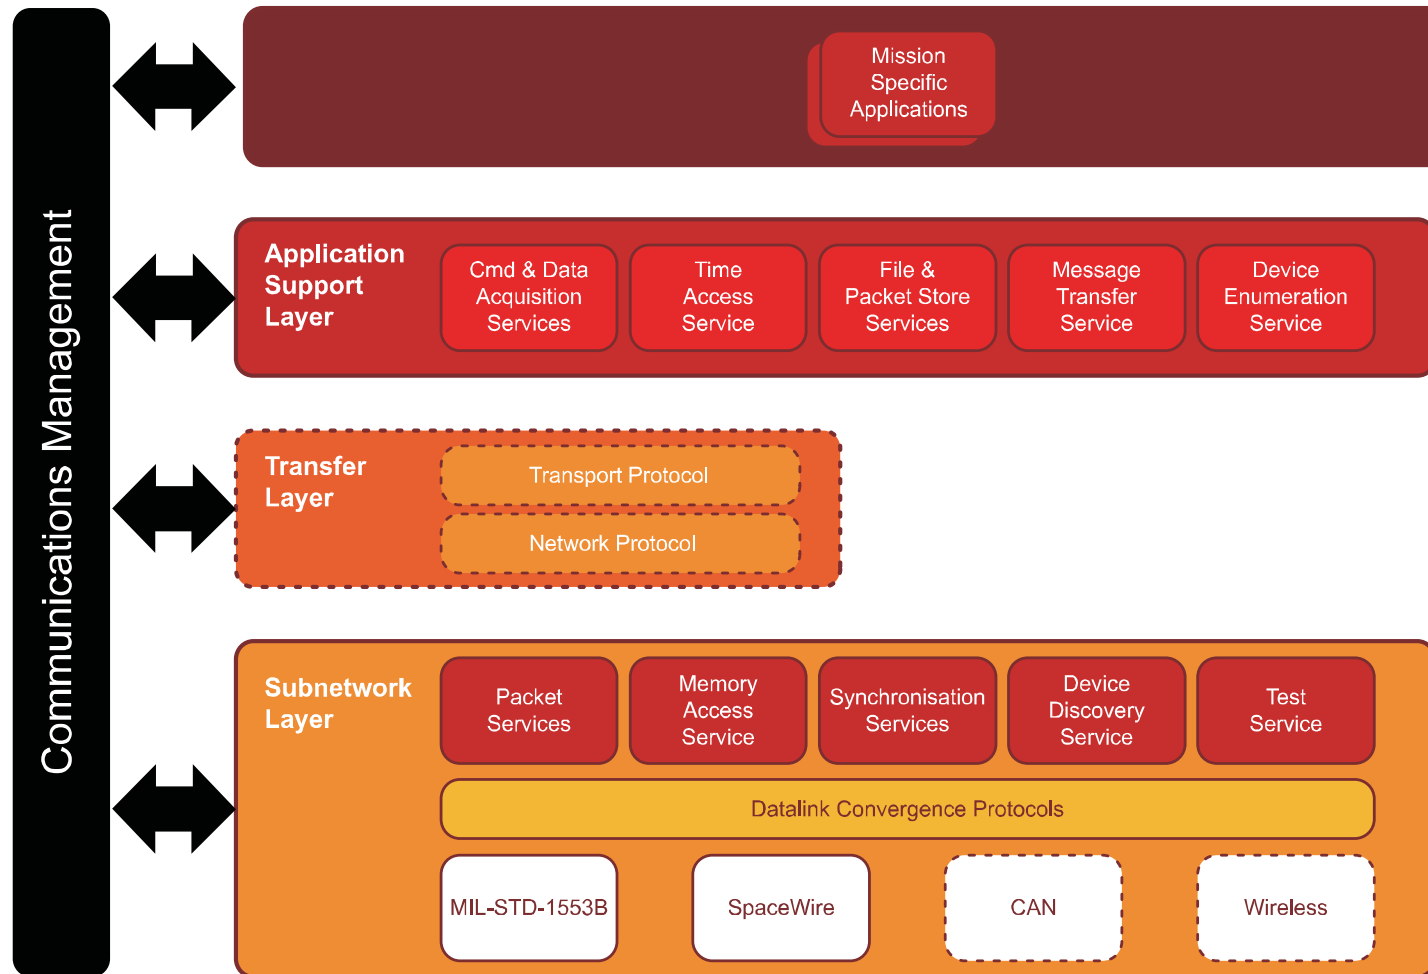 Communications Management
Mission
Specific
Applications
Application
Support
Layer
Cmd & Data
Acquisition
Services
Time
Access
Service
File &
Packet Store
Services
Message
Transfer
Service
Device
Enumeration
Service
Transfer
Layer
Transport Protocol
Network Protocol
Subnetwork
Layer
Packet
Services
Memory
Access
Service
Synchronisation
Services
Device
Discovery
Service
Test
Service
Datalink Convergence Protocols
MIL-STD-1553B
SpaceWire
CAN
Wireless